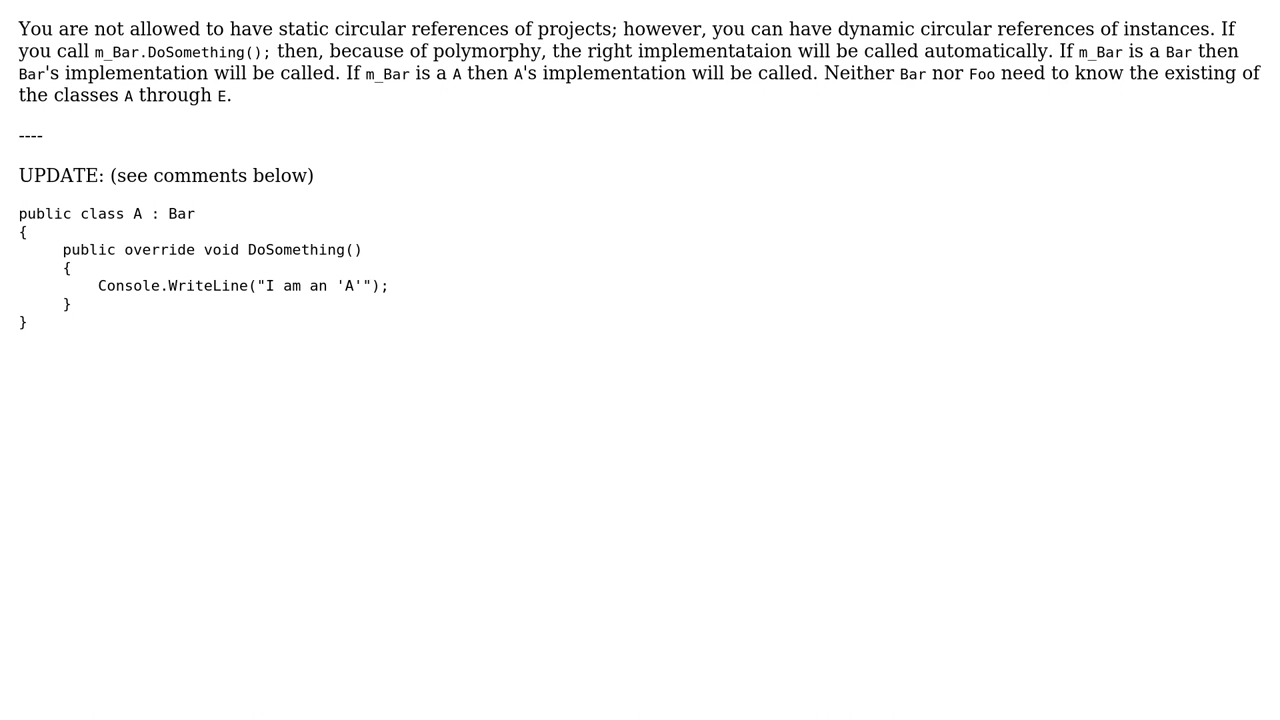 You are not allowed to have static circular references of projects; however, you can have dynamic circular references of instances. If
you call m_Bar.DoSomething(); then, because of polymorphy, the right implementataion will be called automatically. If m_Bar is a Bar then
Bar's implementation will be called. If m_Bar is a A then A's implementation will be called. Neither Bar nor Foo need to know the existing of
the classes A through E.
----
UPDATE: (see comments below)
public class A : Bar
{
     public override void DoSomething()
     {
         Console.WriteLine("I am an 'A'");
     }
}